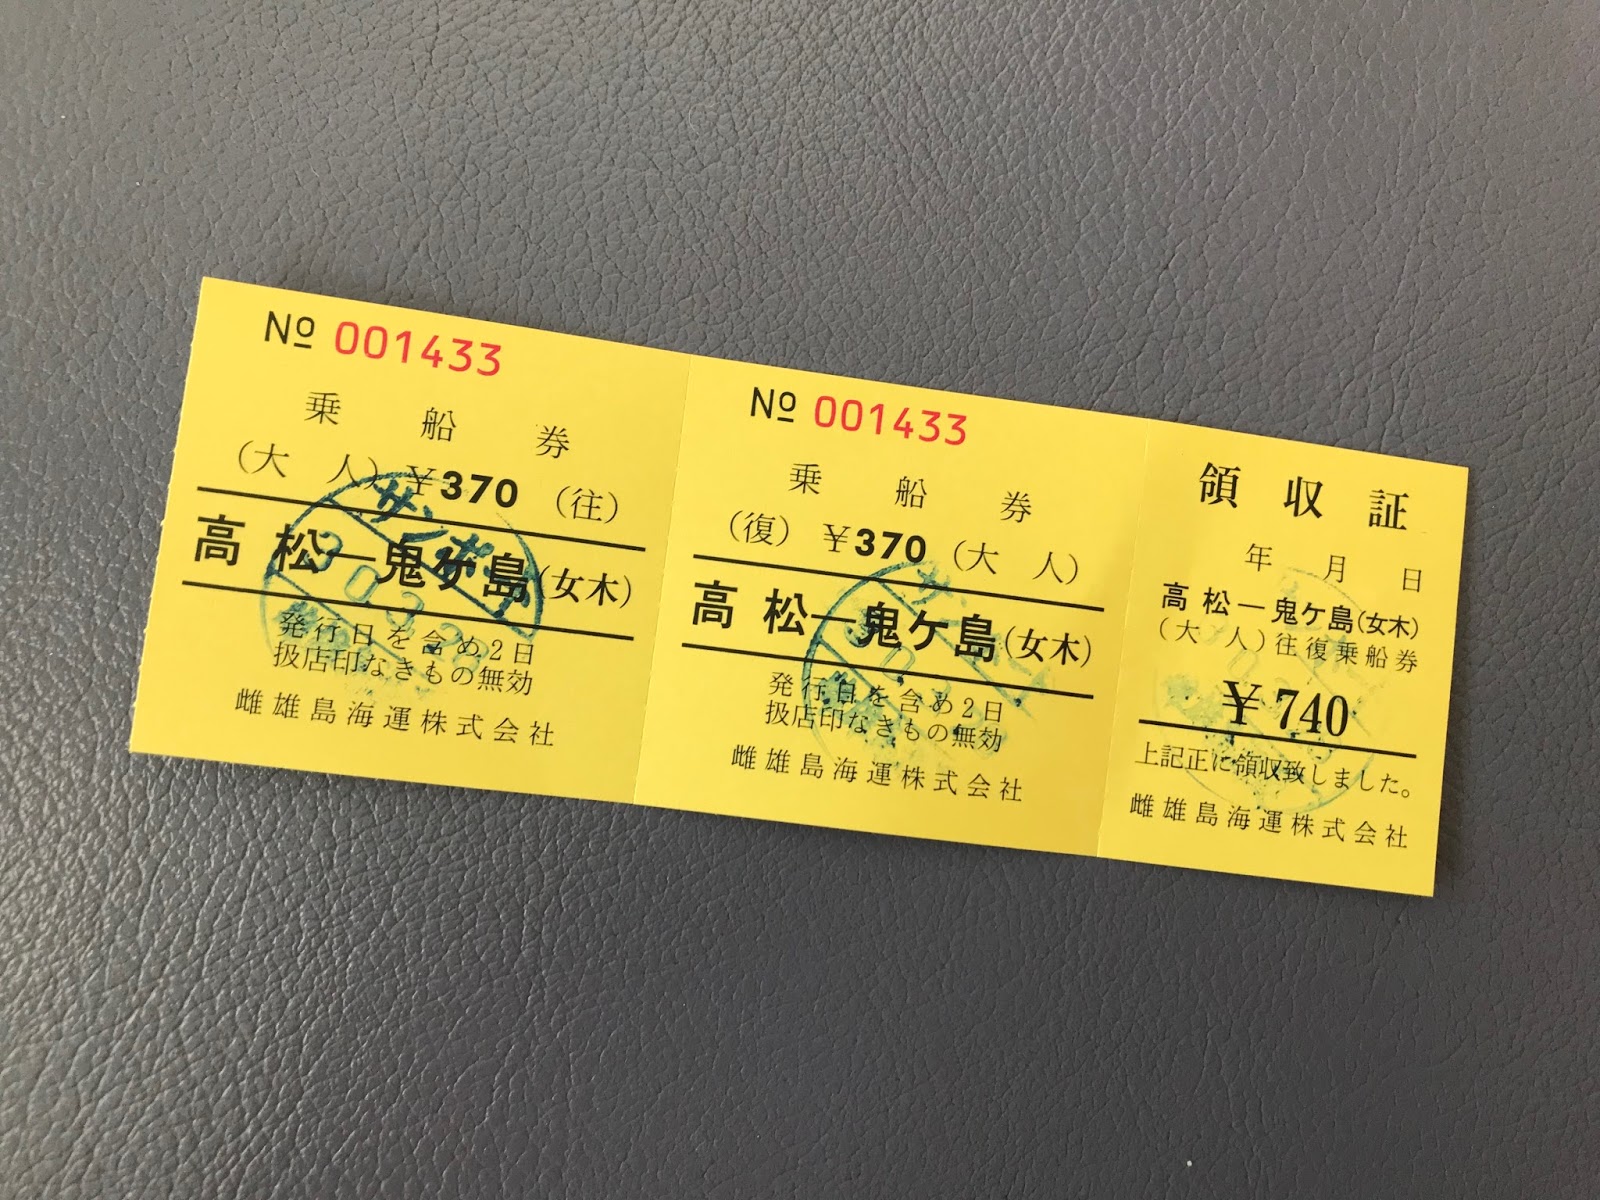 № 001433
乗船券
(大人) ¥370 (往)
高松—鬼ヶ島(女木)
発行日を含め2日
扱店印なきもの無効
雌雄島海運株式会社
№ 001433
乗船券
(復) ¥370 (大人)
高松—鬼ヶ島(女木)
発行日を含め2日
扱店印なきもの無効
雌雄島海運株式会社
領収証
年 月 日
高松—鬼ヶ島(女木)
(大人)往復乗船券
¥740
上記正に領収致しました。
雌雄島海運株式会社